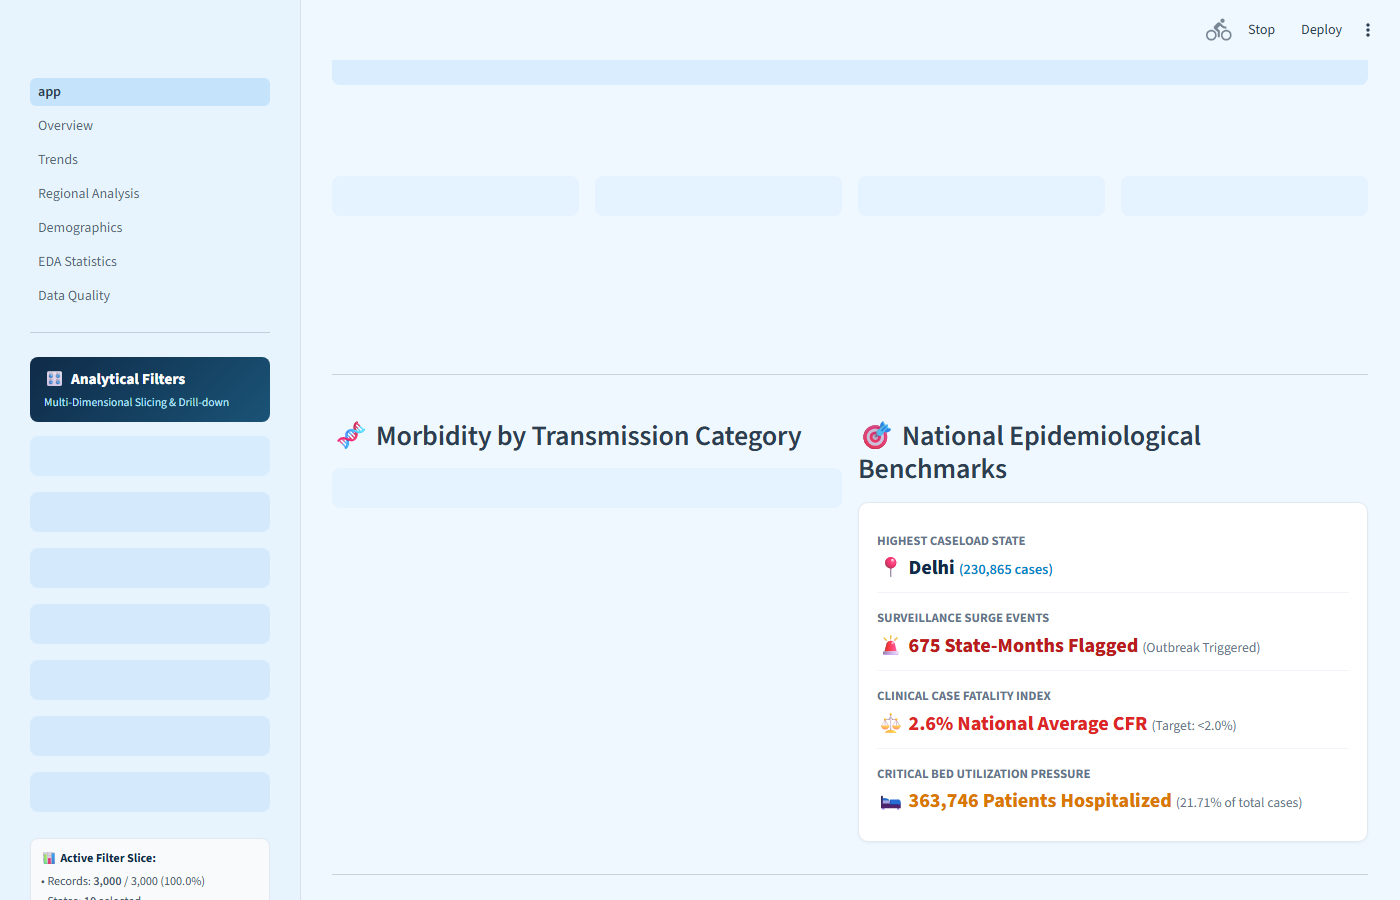 Stop
Deploy
app
Overview
Trends
Regional Analysis
Demographics
EDA Statistics
Data Quality
Analytical Filters
Multi-Dimensional Slicing & Drill-down
Active Filter Slice:
• Records: 3,000 / 3,000 (100.0%)
Morbidity by Transmission Category
National Epidemiological
Benchmarks
HIGHEST CASELOAD STATE
Delhi (230,865 cases)
SURVEILLANCE SURGE EVENTS
675 State-Months Flagged (Outbreak Triggered)
CLINICAL CASE FATALITY INDEX
2.6% National Average CFR (Target: <2.0%)
CRITICAL BED UTILIZATION PRESSURE
363,746 Patients Hospitalized (21.71% of total cases)